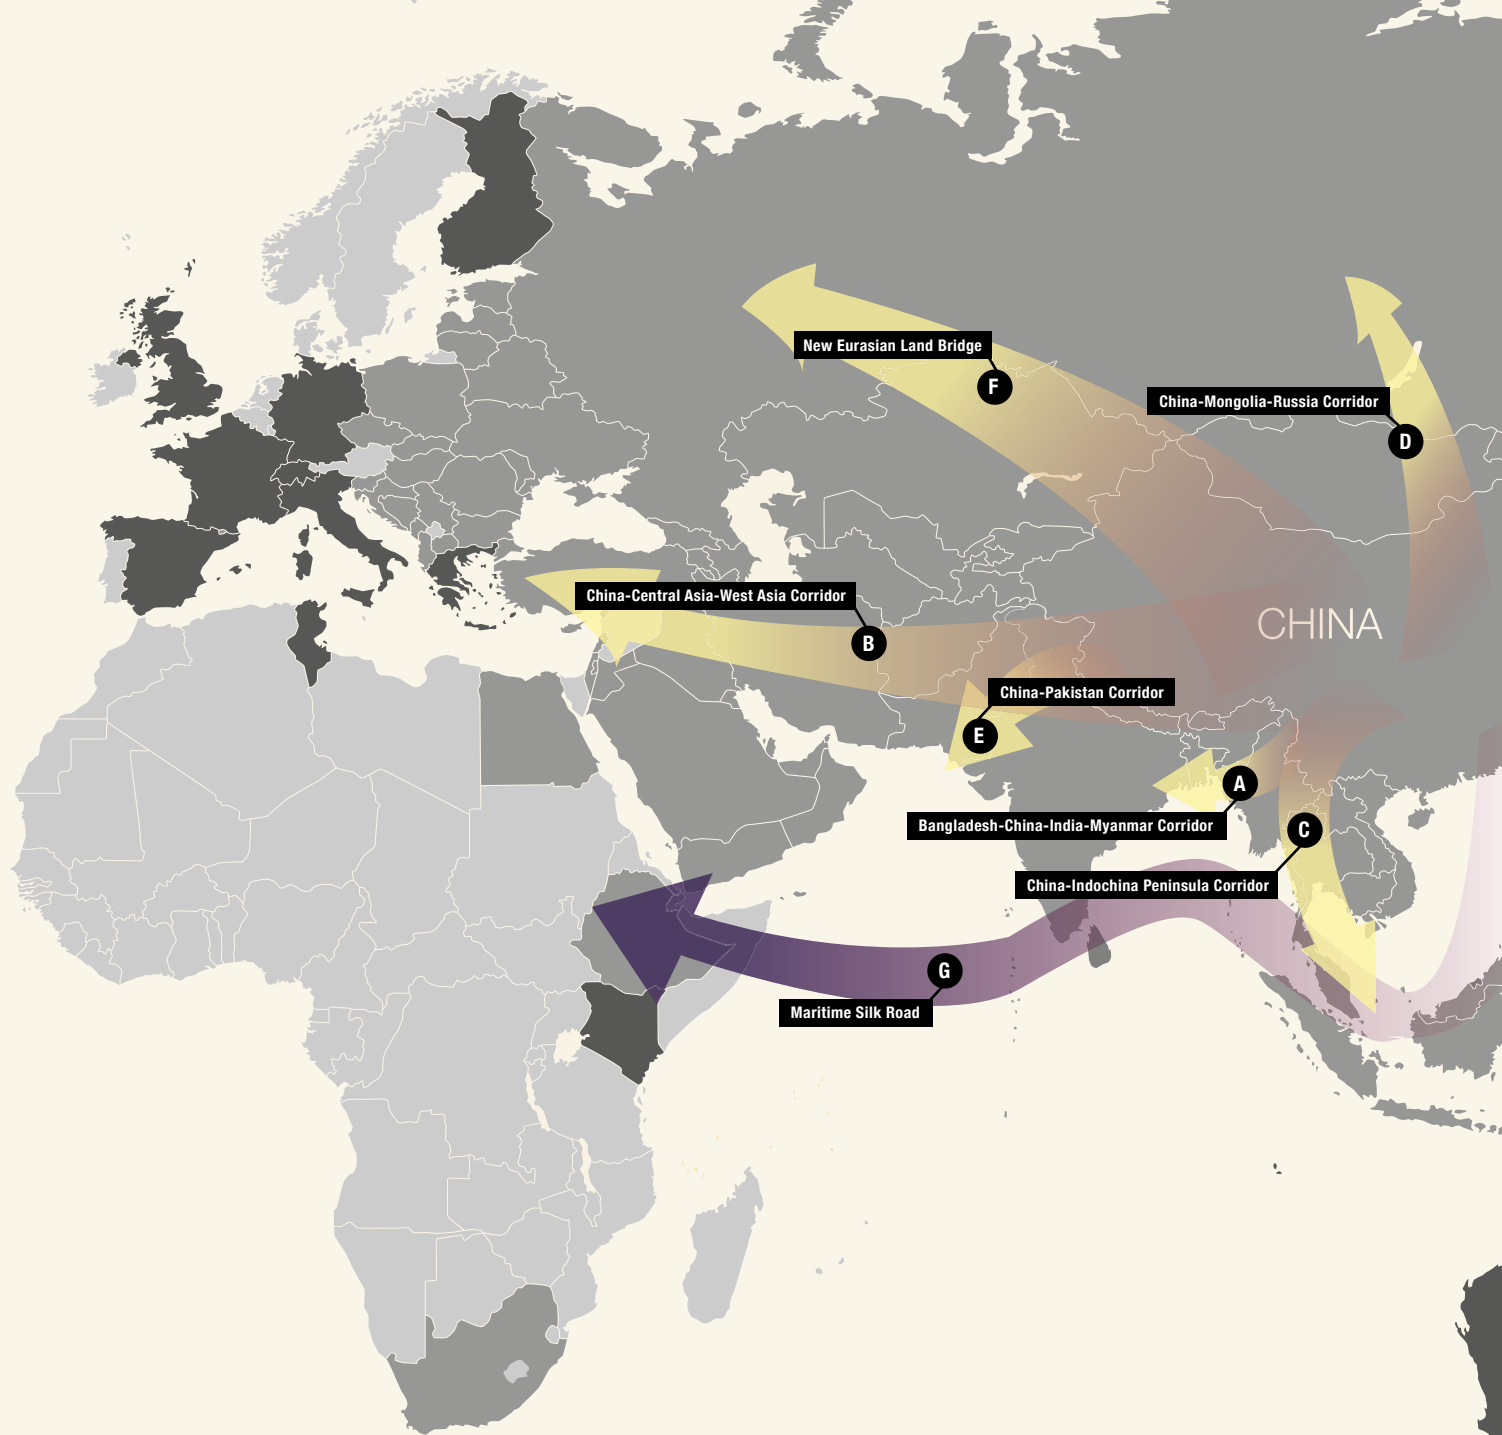 New Eurasian Land Bridge
F
China-Mongolia-Russia Corridor
D
China-Central Asia-West Asia Corridor
B
CHINA
China-Pakistan Corridor
E
A
Bangladesh-China-India-Myanmar Corridor
C
China-Indochina Peninsula Corridor
G
Maritime Silk Road